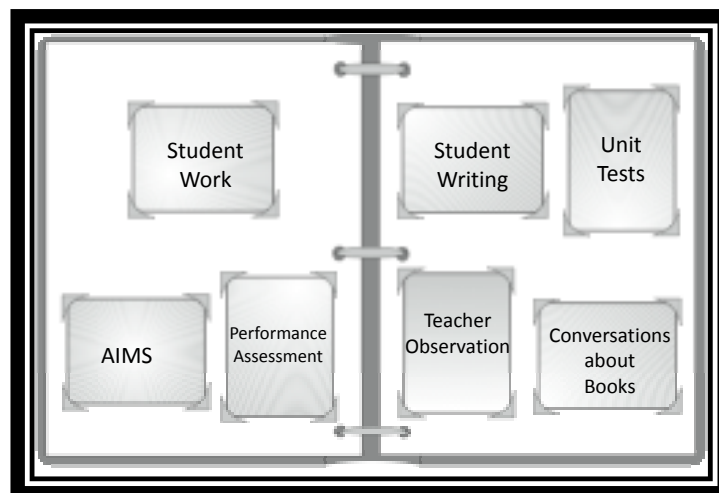 Student
Work
AIMS
Performance
Assessment
Student
Writing
Unit
Tests
Teacher
Observation
Conversations
about
Books